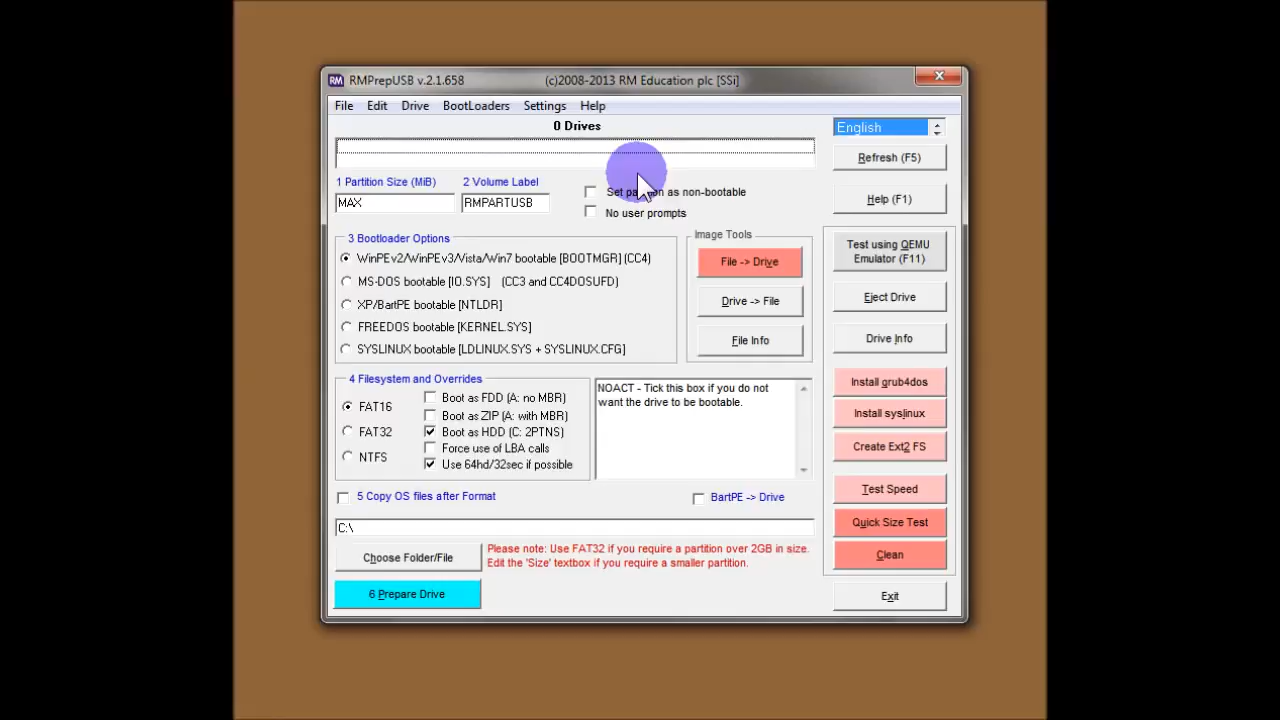 RM RMPrepUSB v.2.1.658 (c)2008-2013 RM Education plc [SSi] x
File Edit Drive BootLoaders Settings Help
0 Drives
English
Refresh (F5)
1 Partition Size (MiB) 2 Volume Label
MAX RMPARTUSB
Set as non-bootable
No user prompts
Help (F1)
3 Bootloader Options
WinPEv2/WinPEv3/Vista/Win7 bootable [BOOTMGR] (CC4)
MS-DOS bootable [IO.SYS] (CC3 and CC4DOSUFD)
XP/BartPE bootable [NTLDR]
FREEDOS bootable [KERNEL.SYS]
SYSLINUX bootable [LDLINUX.SYS + SYSLINUX.CFG]
Image Tools
File -> Drive
Drive -> File
File Info
Test using QEMU
Emulator (F11)
Eject Drive
Drive Info
4 Filesystem and Overrides
FAT16
FAT32
NTFS
Boot as FDD (A: no MBR)
Boot as ZIP (A: with MBR)
Boot as HDD (C: 2PTNS)
Force use of LBA calls
Use 64hd/32sec if possible
NOACT - Tick this box if you do not
want the drive to be bootable.
Install grub4dos
Install syslinux
Create Ext2 FS
Test Speed
Quick Size Test
Clean
5 Copy OS files after Format
BartPE -> Drive
C:\
Choose Folder/File
Please note: Use FAT32 if you require a partition over 2GB in size.
Edit the 'Size' textbox if you require a smaller partition.
6 Prepare Drive
Exit